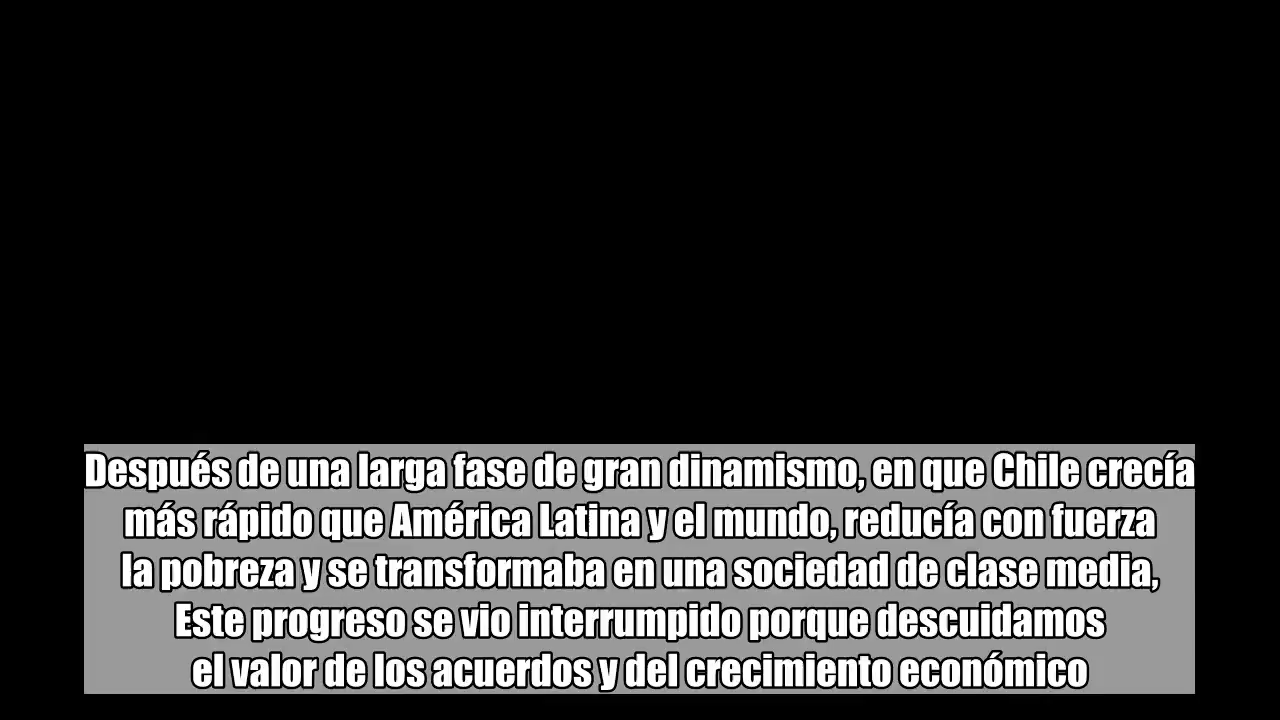 Después de una larga fase de gran dinamismo, en que Chile crecía
más rápido que América Latina y el mundo, reducía con fuerza
la pobreza y se transformaba en una sociedad de clase media,
Este progreso se vio interrumpido porque descuidamos
el valor de los acuerdos y del crecimiento económico